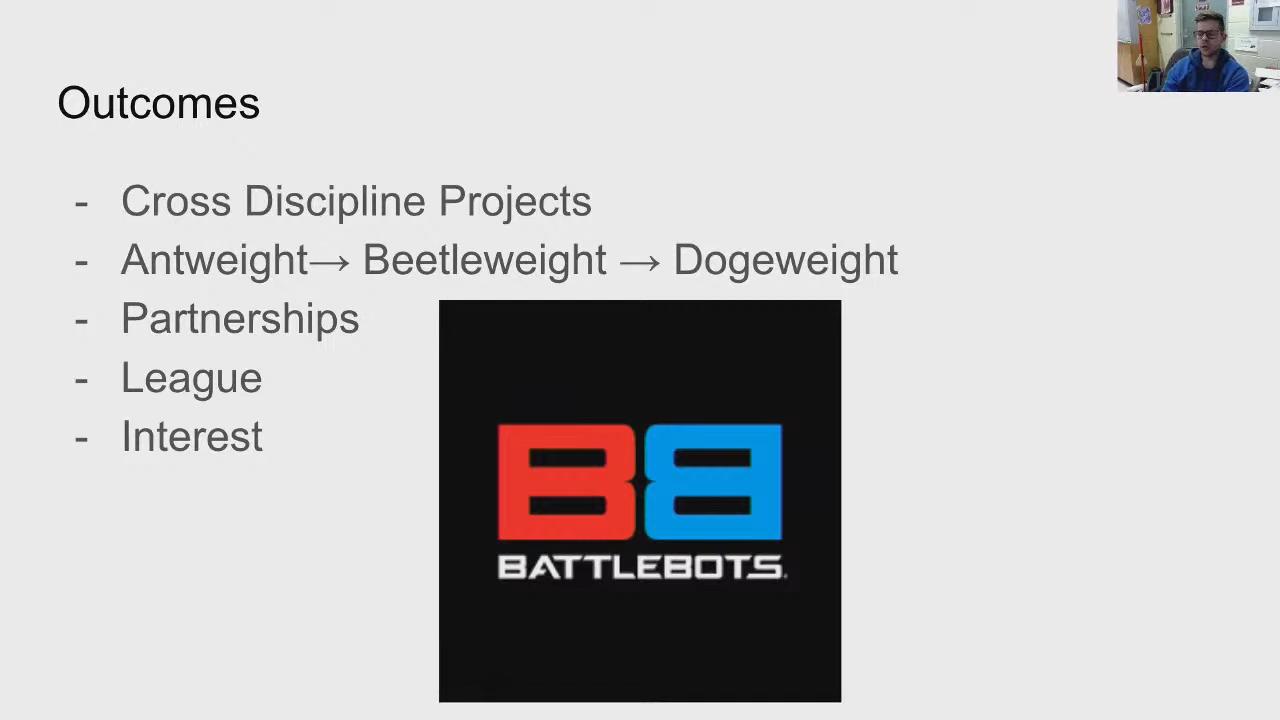 Outcomes
- Cross Discipline Projects
- Antweight→ Beetleweight → Dogeweight
- Partnerships
- League
- Interest
BB
BATTLEBOTS.